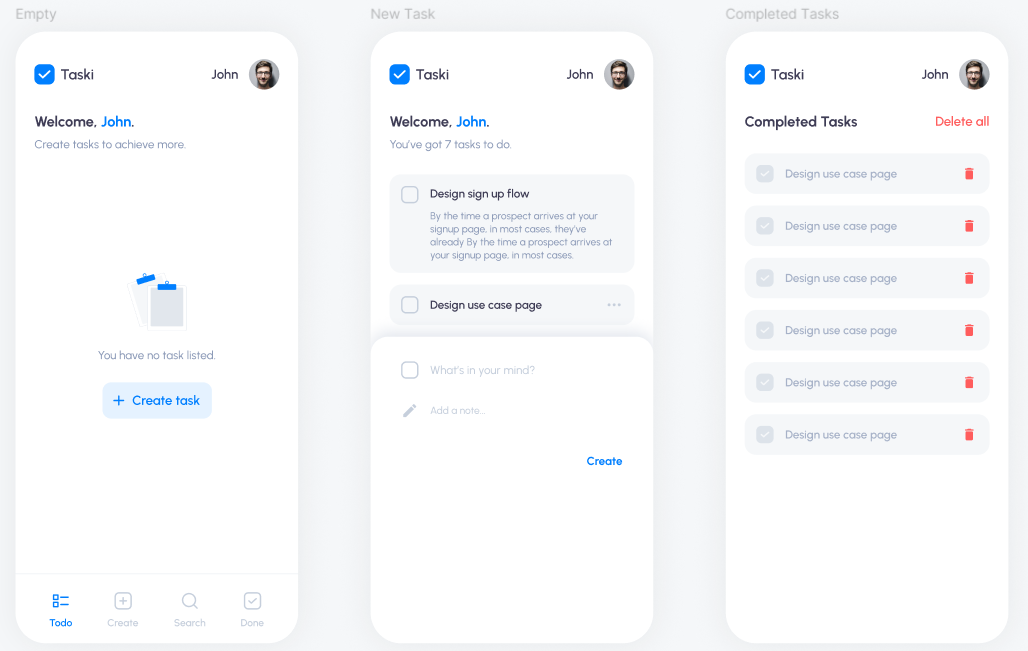 Empty
Taski
John
Welcome, John.
Create tasks to achieve more.
You have no task listed.
+ Create task
Todo
Create
Search
Done
New Task
Taski
John
Welcome, John.
You've got 7 tasks to do.
Design sign up flow
By the time a prospect arrives at your
signup page, in most cases, they've
already By the time a prospect arrives at
your signup page, in most cases.
Design use case page
What's in your mind?
Add a note...
Create
Completed Tasks
Taski
John
Completed Tasks
Delete all
Design use case page
Design use case page
Design use case page
Design use case page
Design use case page
Design use case page